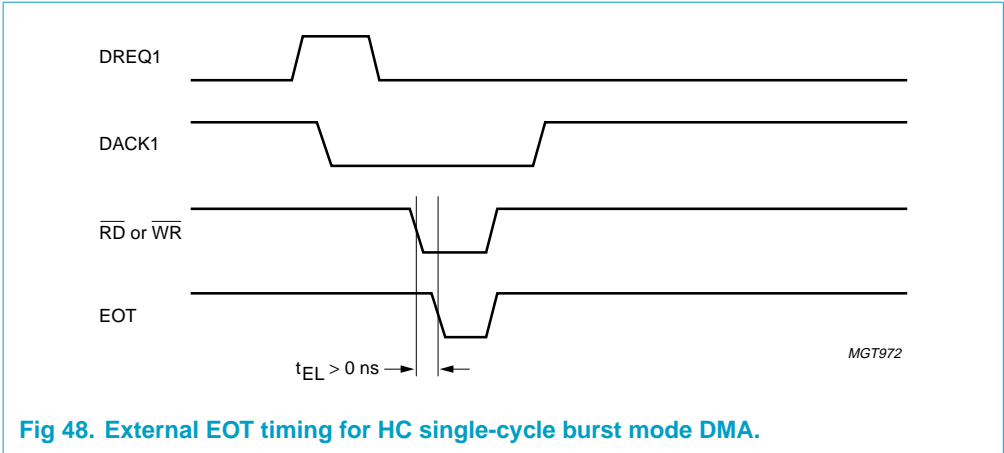 DREQ1
DACK1
RD or WR
EOT
tEL > 0 ns
MGT972
Fig 48. External EOT timing for HC single-cycle burst mode DMA.